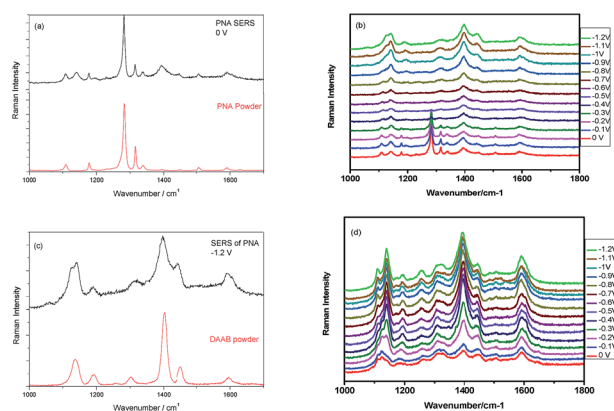 (a)
PNA SERS
0 V
PNA Powder
Raman Intensity
1000 1200 1400 1600
Wavenumber / cm⁻¹
(b)
-1.2V
-1.1V
-1V
-0.9V
-0.8V
-0.7V
-0.6V
-0.5V
-0.4V
-0.3V
-0.2V
-0.1V
0 V
Raman Intensity
1000 1200 1400 1600 1800
Wavenumber/cm-1
(c)
SERS of PNA
-1.2 V
DAAB powder
Raman Intensity
1000 1200 1400 1600
Wavenumber / cm⁻¹
(d)
-1.2V
-1.1V
-1V
-0.9V
-0.8V
-0.7V
-0.6V
-0.5V
-0.4V
-0.3V
-0.2V
-0.1V
0 V
Raman Intensity
1000 1200 1400 1600 1800
Wavenumber/cm-1